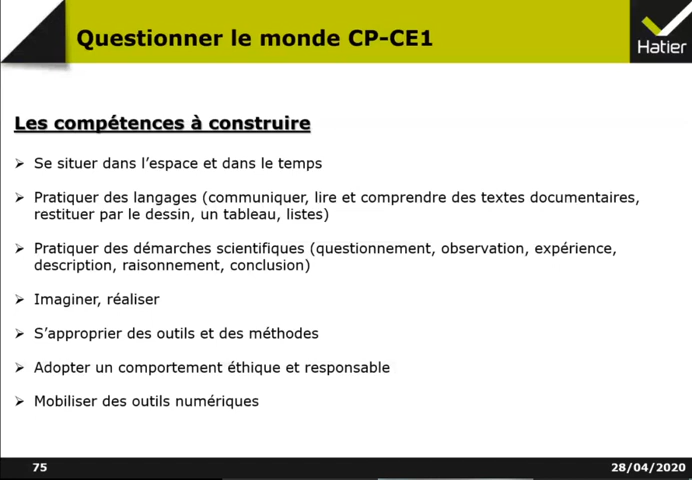 Questionner le monde CP-CE1
Hatier
Les compétences à construire
➢ Se situer dans l'espace et dans le temps
➢ Pratiquer des langages (communiquer, lire et comprendre des textes documentaires,
restituer par le dessin, un tableau, listes)
➢ Pratiquer des démarches scientifiques (questionnement, observation, expérience,
description, raisonnement, conclusion)
➢ Imaginer, réaliser
➢ S'approprier des outils et des méthodes
➢ Adopter un comportement éthique et responsable
➢ Mobiliser des outils numériques
75
28/04/2020